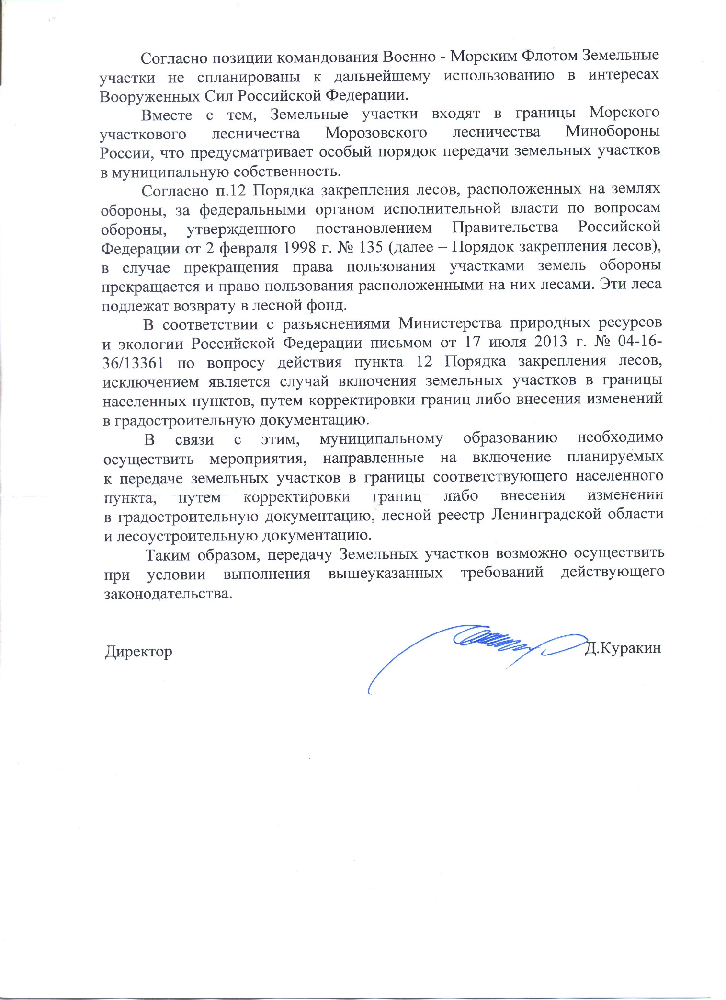 Согласно позиции командования Военно - Морским Флотом Земельные
участки не спланированы к дальнейшему использованию в интересах
Вооруженных Сил Российской Федерации.
Вместе с тем, Земельные участки входят в границы Морского
участкового лесничества Морозовского лесничества Минобороны
России, что предусматривает особый порядок передачи земельных участков
в муниципальную собственность.
Согласно п.12 Порядка закрепления лесов, расположенных на землях
обороны, за федеральными органом исполнительной власти по вопросам
обороны, утвержденного постановлением Правительства Российской
Федерации от 2 февраля 1998 г. № 135 (далее – Порядок закрепления лесов),
в случае прекращения права пользования участками земель обороны
прекращается и право пользования расположенными на них лесами. Эти леса
подлежат возврату в лесной фонд.
В соответствии с разъяснениями Министерства природных ресурсов
и экологии Российской Федерации письмом от 17 июля 2013 г. № 04-16-
36/13361 по вопросу действия пункта 12 Порядка закрепления лесов,
исключением является случай включения земельных участков в границы
населенных пунктов, путем корректировки границ либо внесения изменений
в градостроительную документацию.
В связи с этим, муниципальному образованию необходимо
осуществить мероприятия, направленные на включение планируемых
к передаче земельных участков в границы соответствующего населенного
пункта, путем корректировки границ либо внесения изменений
в градостроительную документацию, лесной реестр Ленинградской области
и лесоустроительную документацию.
Таким образом, передачу Земельных участков возможно осуществить
при условии выполнения вышеуказанных требований действующего
законодательства.
Директор Д.Куракин